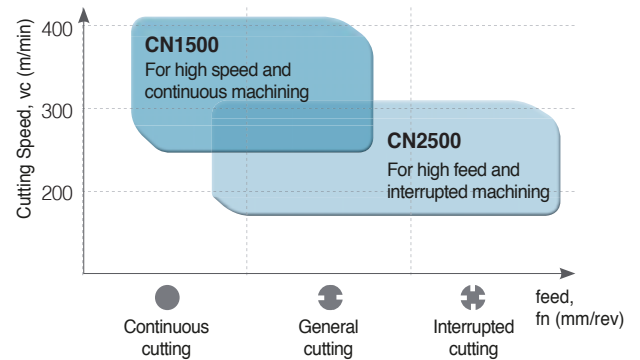 Cutting Speed, vc (m/min)
400
300
200
CN1500
For high speed and
continuous machining
CN2500
For high feed and
interrupted machining
Continuous
cutting
General
cutting
Interrupted
cutting
feed,
fn (mm/rev)